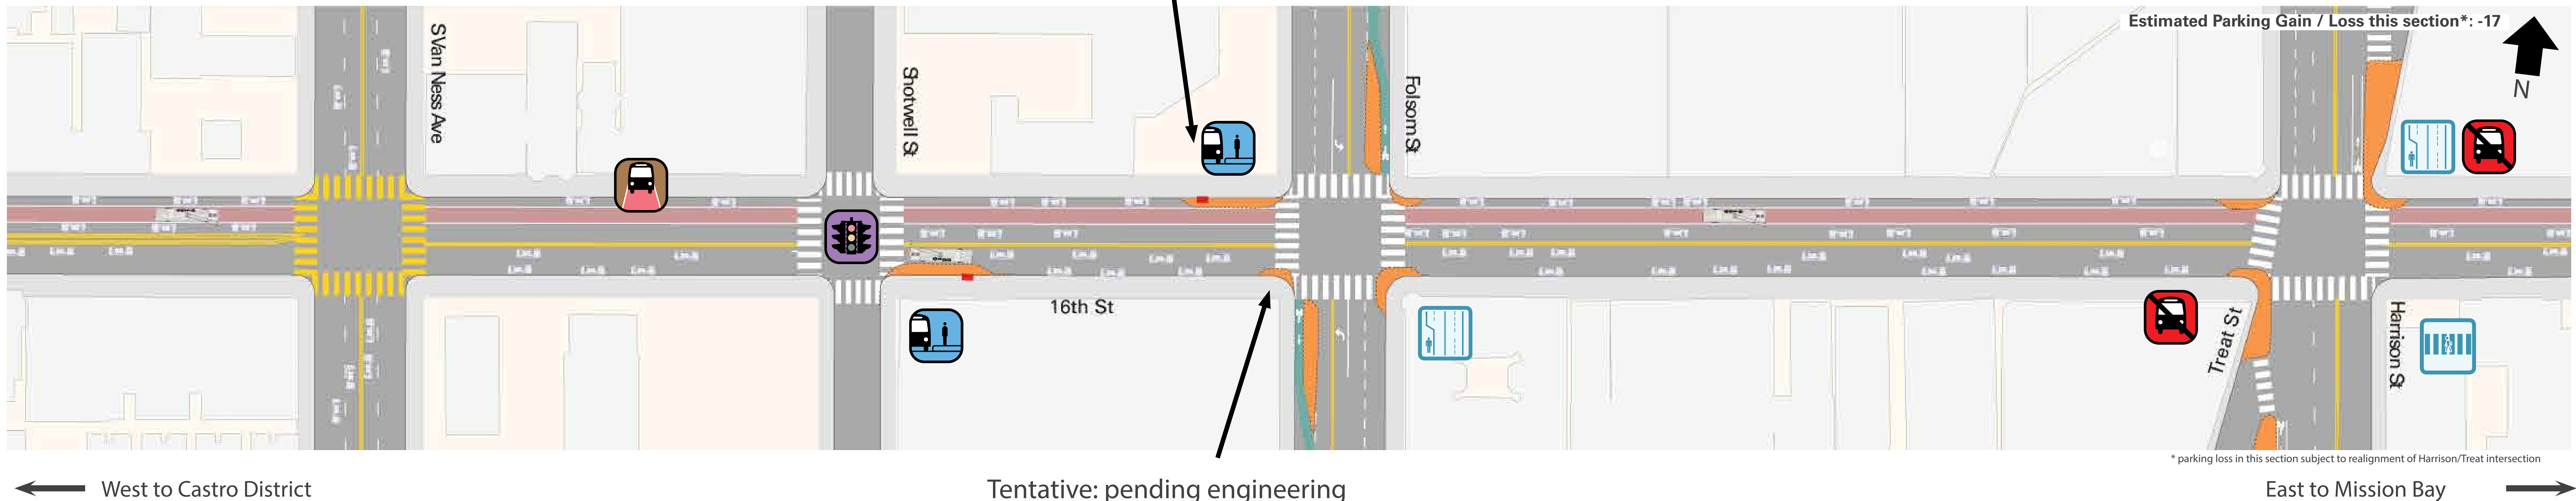 Estimated Parking Gain / Loss this section*: -17
N
SVan Ness Ave
Shotwell St
Folsom St
16th St
Treat St
Harrison St
* parking loss in this section subject to realignment of Harrison/Treat intersection
West to Castro District
Tentative: pending engineering
East to Mission Bay